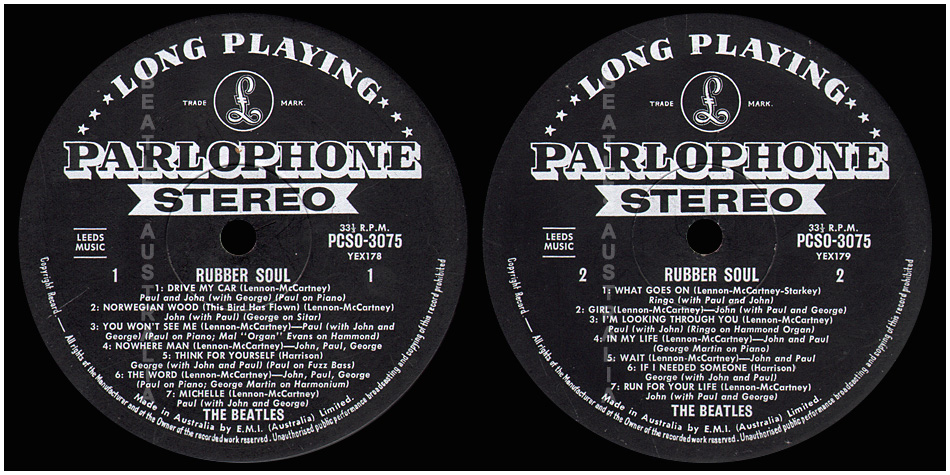 LONG PLAYING
TRADE MARK.
£
PARLOPHONE
STEREO
LEEDS
MUSIC
33⅓ R.P.M.
PCSO-3075
YEX178
1 RUBBER SOUL 1
1: DRIVE MY CAR (Lennon-McCartney)
Paul and John (with George) (Paul on Piano)
2: NORWEGIAN WOOD (This Bird Has Flown) (Lennon-McCartney)
John (with Paul) (George on Sitar)
3: YOU WON'T SEE ME (Lennon-McCartney)—Paul (with John and
George) (Paul on Piano; Mal "Organ" Evans on Hammond)
4: NOWHERE MAN (Lennon-McCartney)—John, Paul, George
5: THINK FOR YOURSELF (Harrison)
George (with John and Paul) (Paul on Fuzz Bass)
6: THE WORD (Lennon-McCartney)—John, Paul, George
(Paul on Piano; George Martin on Harmonium)
7: MICHELLE (Lennon-McCartney)
Paul (with John and George)
THE BEATLES
Made in Australia by E.M.I. (Australia) Limited.
Copyright Record. — All rights of the Manufacturer and of the Owner of the recorded work reserved. Unauthorised public performance broadcasting and copying of this record prohibited
BEATLES AUSTRALIA
LONG PLAYING
TRADE MARK.
£
PARLOPHONE
STEREO
LEEDS
MUSIC
33⅓ R.P.M.
PCSO-3075
YEX179
2 RUBBER SOUL 2
1: WHAT GOES ON (Lennon-McCartney-Starkey)
Ringo (with Paul and John)
2: GIRL (Lennon-McCartney)—John (with Paul and George)
3: I'M LOOKING THROUGH YOU (Lennon-McCartney)
Paul (with John) (Ringo on Hammond Organ)
4: IN MY LIFE (Lennon-McCartney)—John and Paul
(George Martin on Piano)
5: WAIT (Lennon-McCartney)—John and Paul
6: IF I NEEDED SOMEONE (Harrison)
George (with John and Paul)
7: RUN FOR YOUR LIFE (Lennon-McCartney)
John (with Paul and George)
THE BEATLES
Made in Australia by E.M.I. (Australia) Limited.
Copyright Record. — All rights of the Manufacturer and of the Owner of the recorded work reserved. Unauthorised public performance broadcasting and copying of this record prohibited
BEATLES AUSTRALIA